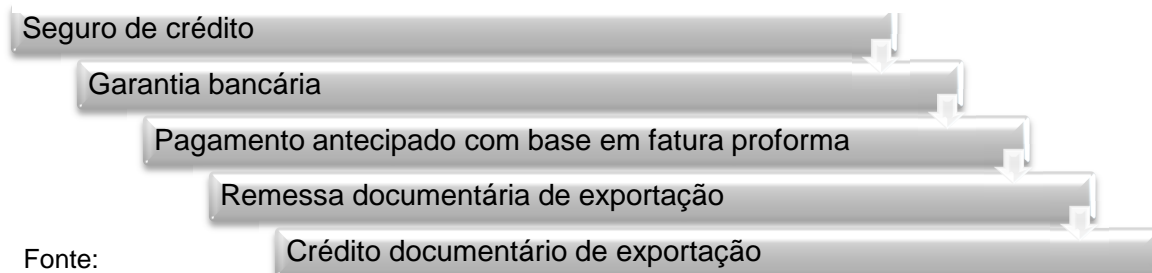 Seguro de crédito
Garantia bancária
Pagamento antecipado com base em fatura proforma
Remessa documentária de exportação
Crédito documentário de exportação
Fonte: